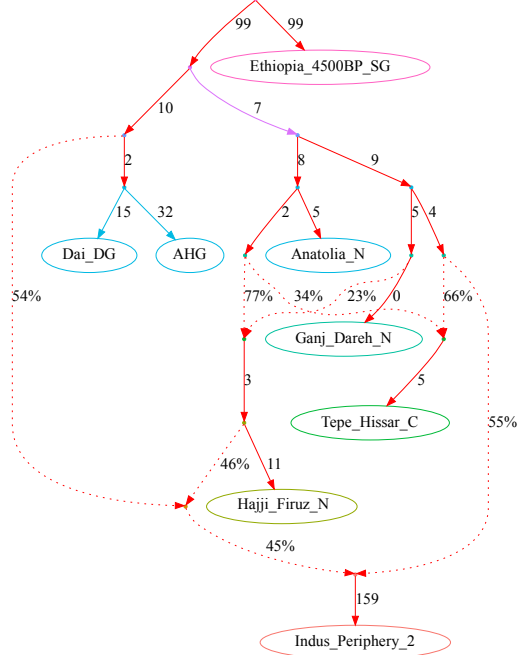 99 99
Ethiopia_4500BP_SG
10 7
2 8 9
15 32 2 5 5 4
Dai_DG AHG Anatolia_N
54% 77% 34% 23% 0 66%
Ganj_Dareh_N
3 5
Tepe_Hissar_C 55%
46% 11
Hajji_Firuz_N
45%
159
Indus_Periphery_2